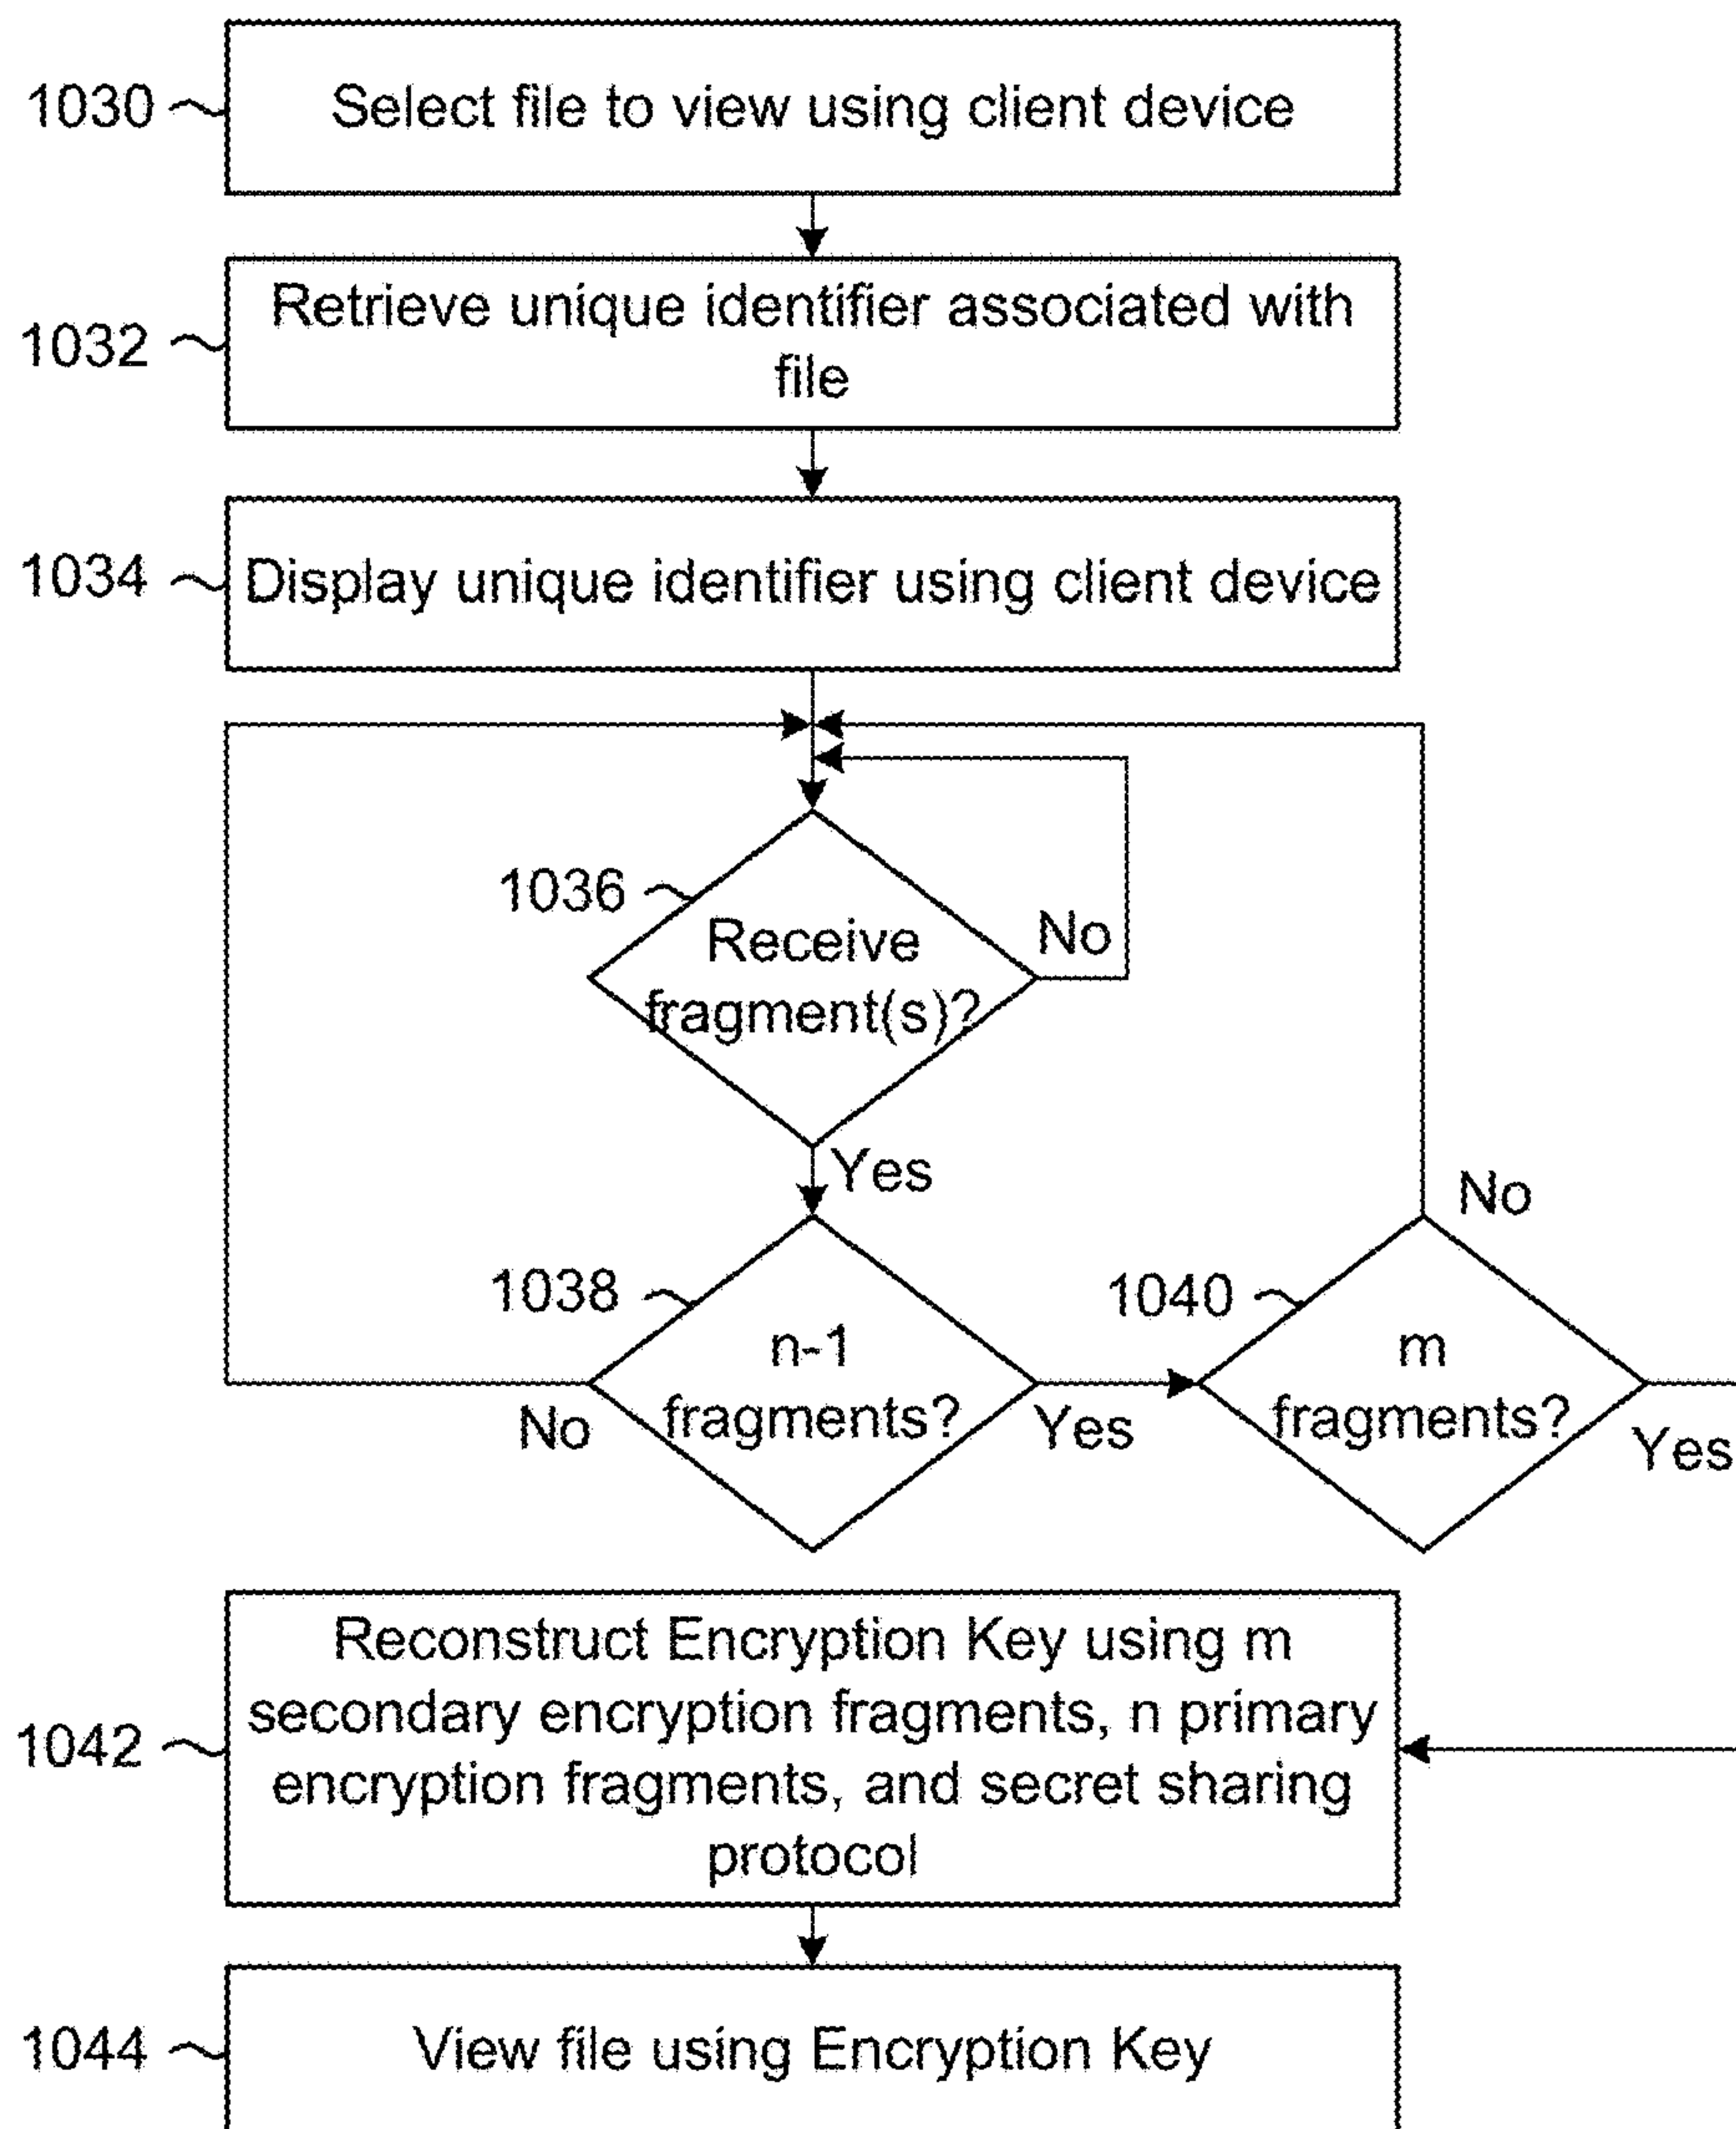 1030
Select file to view using client device
1032
Retrieve unique identifier associated with
file
1034
Display unique identifier using client device
1036
Receive
fragment(s)?
No
Yes
1038
n-1
fragments?
No
Yes
1040
m
fragments?
No
Yes
1042
Reconstruct Encryption Key using m
secondary encryption fragments, n primary
encryption fragments, and secret sharing
protocol
1044
View file using Encryption Key